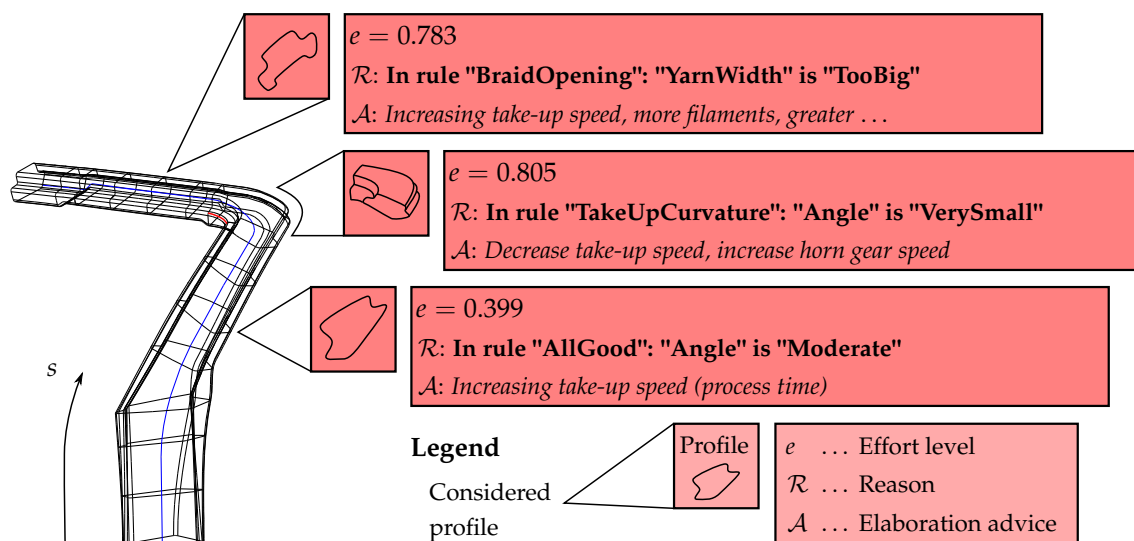 e = 0.783
R: In rule "BraidOpening": "YarnWidth" is "TooBig"
A: Increasing take-up speed, more filaments, greater ...
e = 0.805
R: In rule "TakeUpCurvature": "Angle" is "VerySmall"
A: Decrease take-up speed, increase horn gear speed
e = 0.399
R: In rule "AllGood": "Angle" is "Moderate"
A: Increasing take-up speed (process time)
s
Legend
Considered
profile
Profile
e ... Effort level
R ... Reason
A ... Elaboration advice